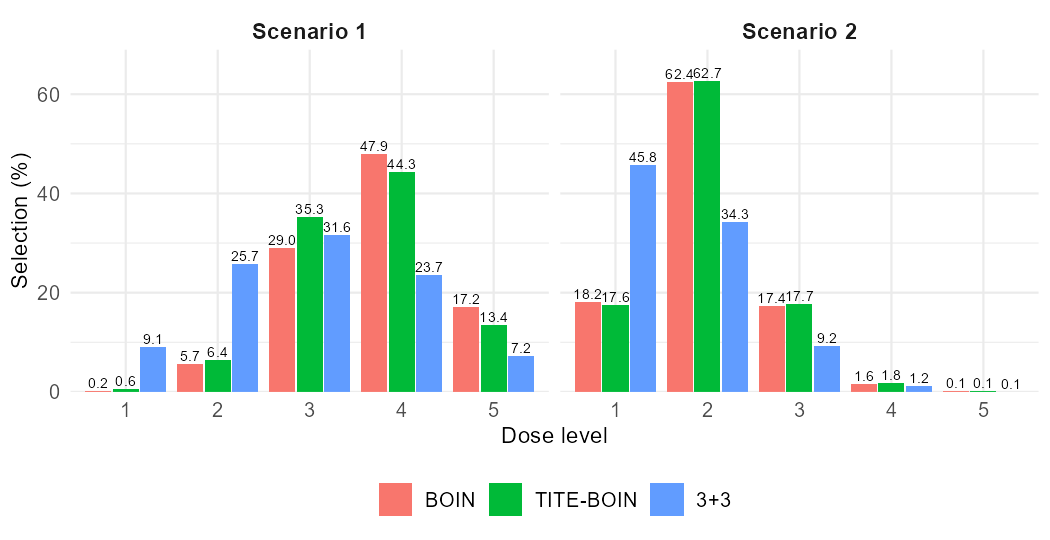 Scenario 1
Scenario 2
Selection (%)
60
40
20
0
0.2 0.6 9.1
5.7 6.4 25.7
29.0 35.3 31.6
47.9 44.3 23.7
17.2 13.4 7.2
18.2 17.6 45.8
62.4 62.7 34.3
17.4 17.7 9.2
1.6 1.8 1.2
0.1 0.1 0.1
1 2 3 4 5
1 2 3 4 5
Dose level
BOIN TITE-BOIN 3+3